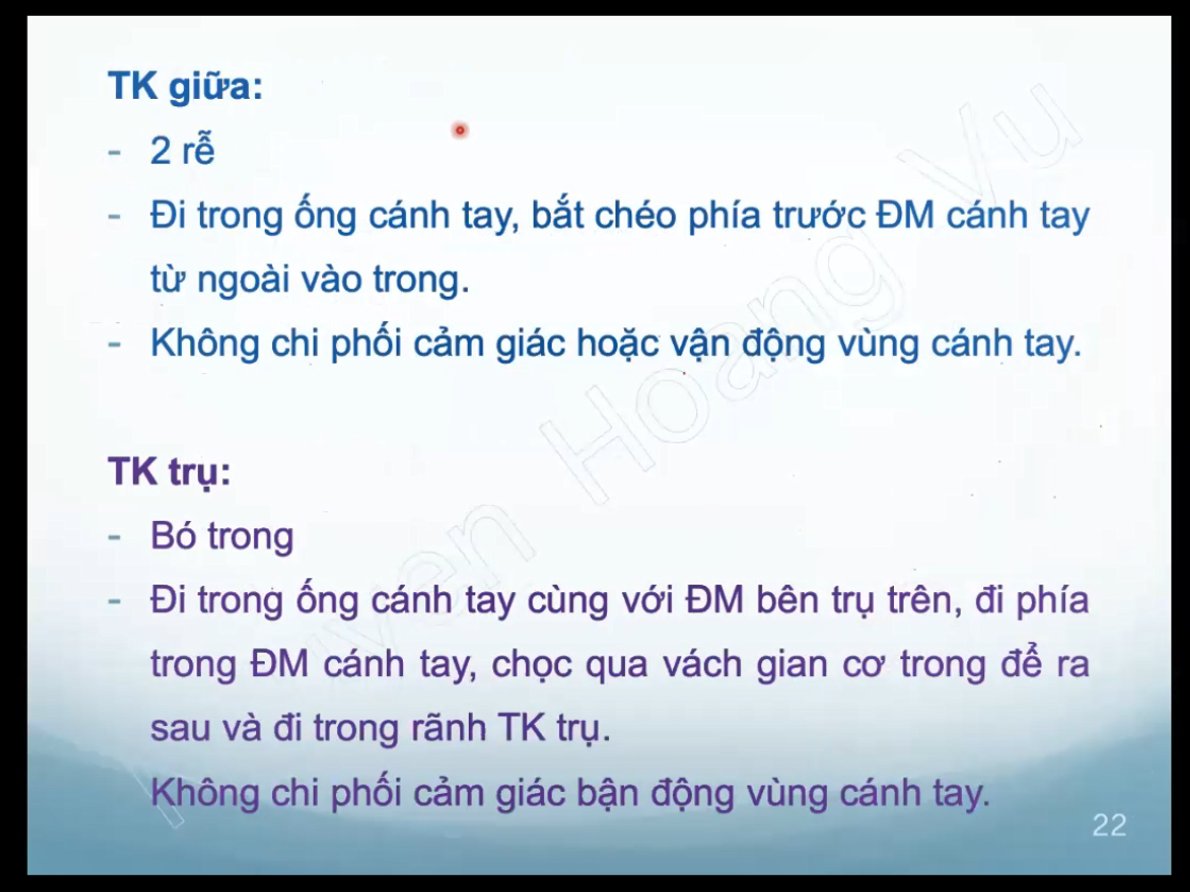 TK giữa:
- 2 rễ
- Đi trong ống cánh tay, bắt chéo phía trước ĐM cánh tay
từ ngoài vào trong.
- Không chi phối cảm giác hoặc vận động vùng cánh tay.
TK trụ:
- Bó trong
- Đi trong ống cánh tay cùng với ĐM bên trụ trên, đi phía
trong ĐM cánh tay, chọc qua vách gian cơ trong để ra
sau và đi trong rãnh TK trụ.
Không chi phối cảm giác bận động vùng cánh tay.
22
Hoang Vu